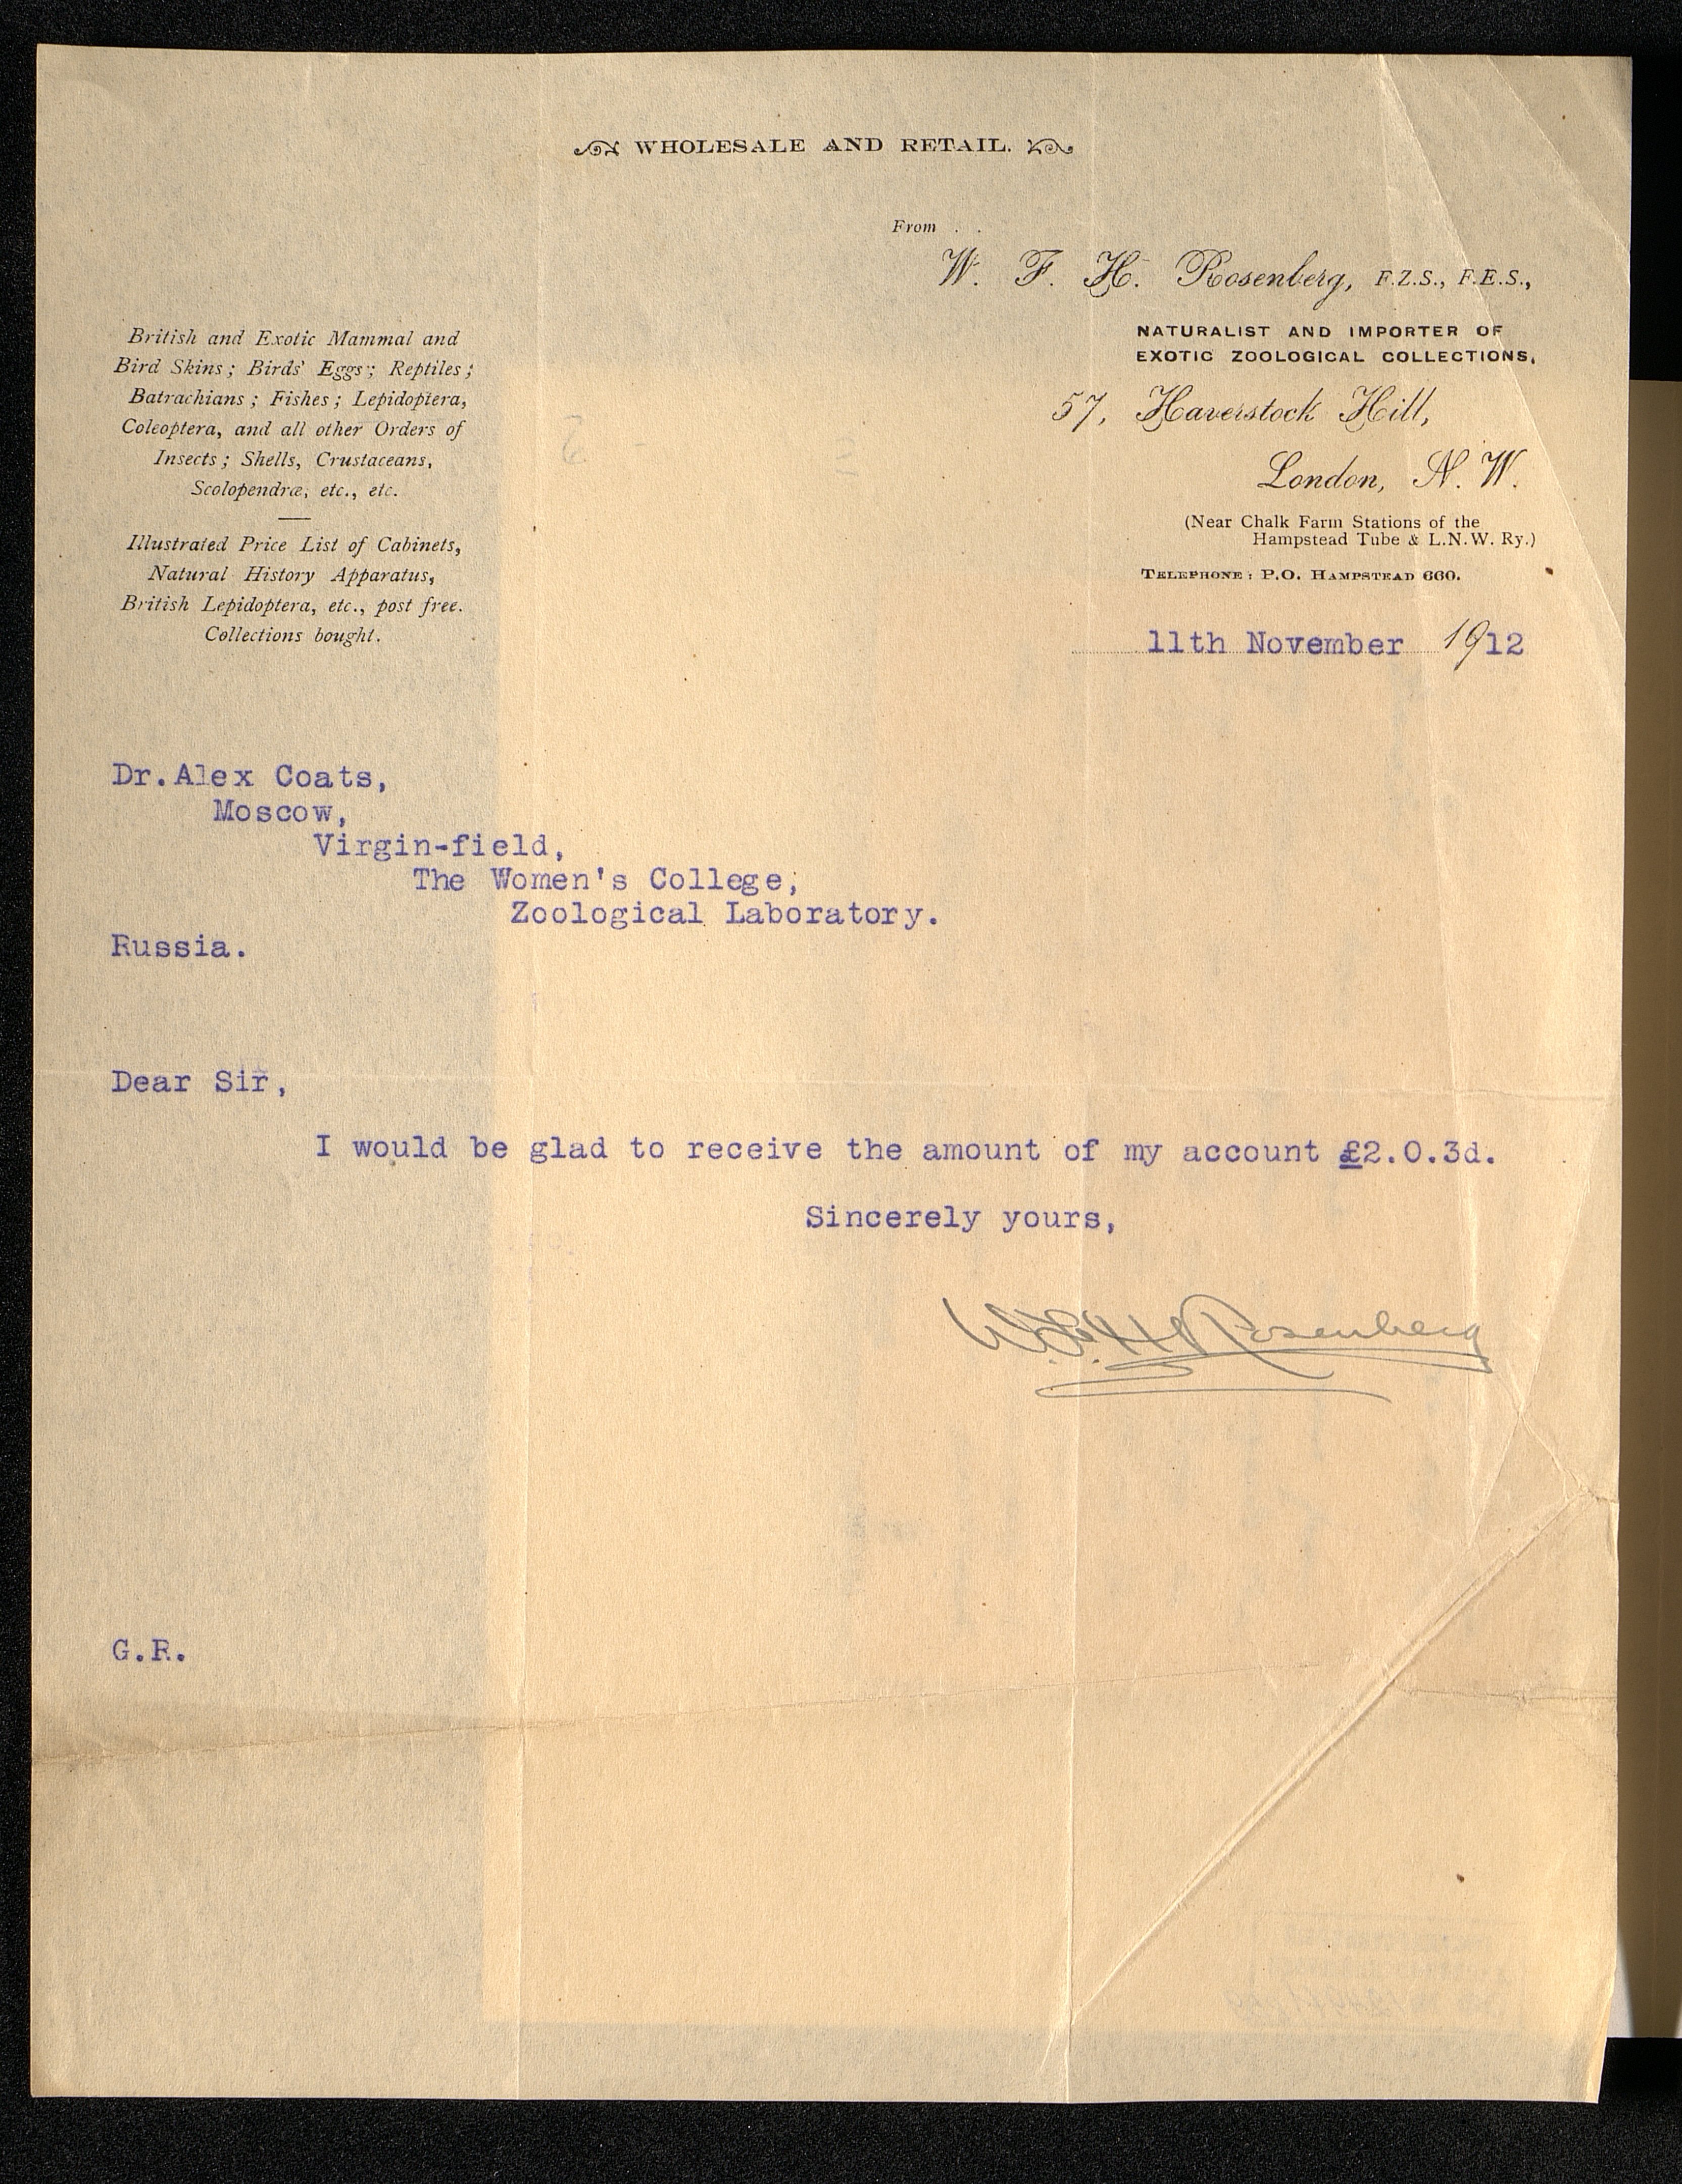 WHOLESALE AND RETAIL.
From . .
W. F. H. Rosenberg, F.Z.S., F.E.S.,
NATURALIST AND IMPORTER OF
EXOTIC ZOOLOGICAL COLLECTIONS,
57, Haverstock Hill,
London, N. W.
(Near Chalk Farm Stations of the
Hampstead Tube & L.N.W. Ry.)
TELEPHONE: P.O. HAMPSTEAD 660.
British and Exotic Mammal and
Bird Skins; Birds' Eggs; Reptiles;
Batrachians; Fishes; Lepidoptera,
Coleoptera, and all other Orders of
Insects; Shells, Crustaceans,
Scolopendræ, etc., etc.
Illustrated Price List of Cabinets,
Natural History Apparatus,
British Lepidoptera, etc., post free.
Collections bought.
11th November 1912
Dr.Alex Coats,
Moscow,
Virgin-field,
The Women's College,
Zoological Laboratory.
Russia.
Dear Sir,
I would be glad to receive the amount of my account £2.0.3d.
Sincerely yours,
W.F.H Rosenberg
G.R.